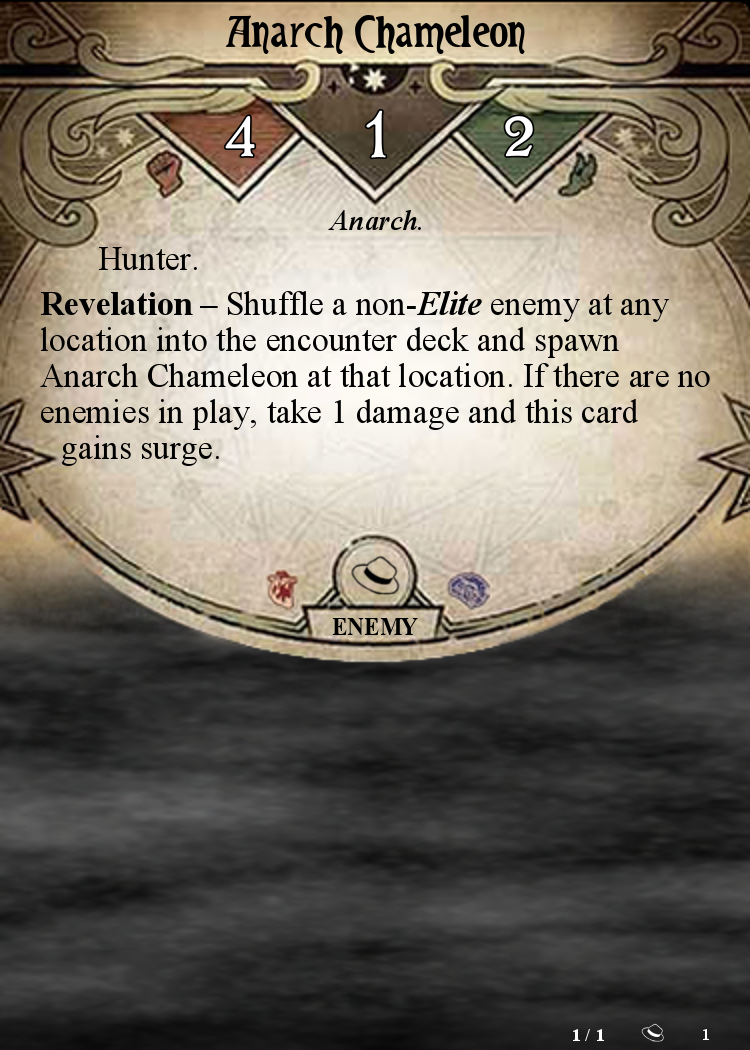 Anarch Chameleon
4 1 2
Anarch.
Hunter.
Revelation – Shuffle a non-Elite enemy at any
location into the encounter deck and spawn
Anarch Chameleon at that location. If there are no
enemies in play, take 1 damage and this card
gains surge.
ENEMY
1 / 1 1